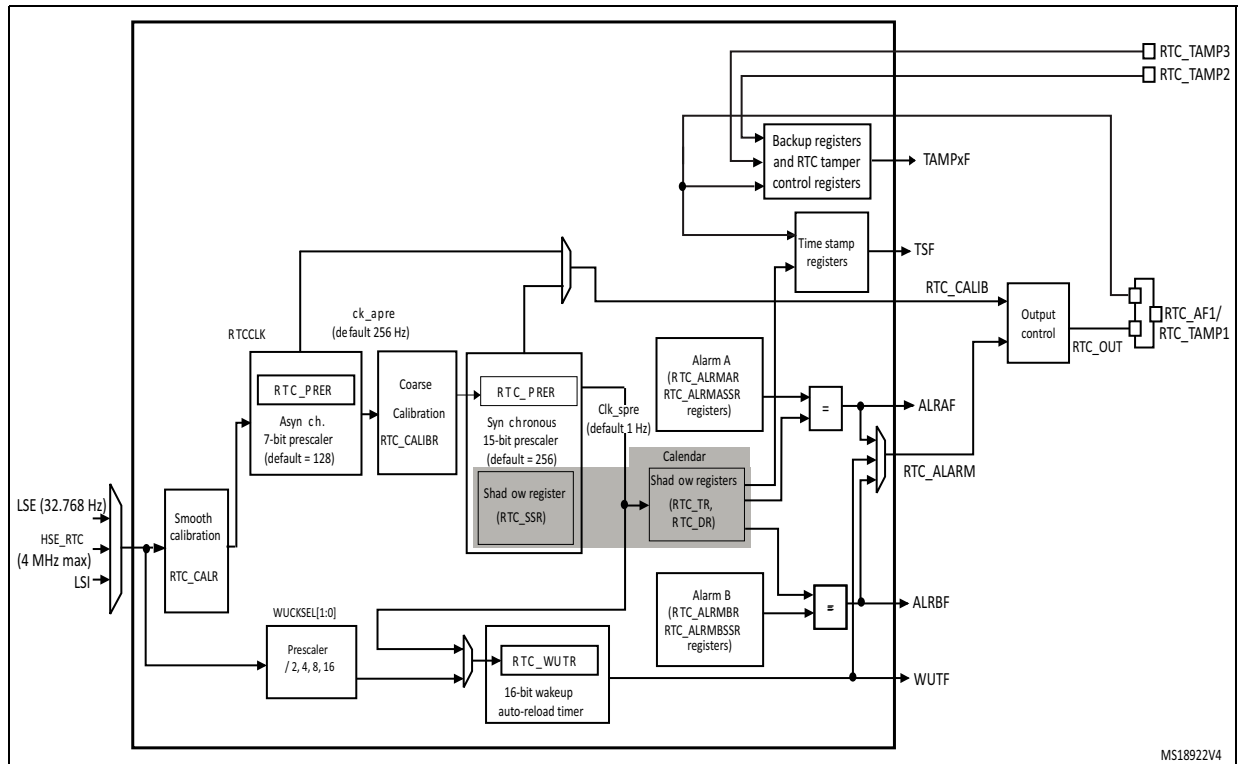 RTC_TAMP3
RTC_TAMP2
Backup registers
and RTC tamper
control registers
TAMPxF
Time stamp
registers
TSF
RTC_CALIB
Output
control
RTC_OUT
RTC_AF1/
RTC_TAMP1
ck_apre
(default 256 Hz)
RTCCLK
RTC_PRER
Asyn ch.
7-bit prescaler
(default = 128)
Coarse
Calibration
RTC_CALIBR
RTC_PRER
Syn chronous
15-bit prescaler
(default = 256)
Shad ow register
(RTC_SSR)
Clk_spre
(default 1 Hz)
Calendar
Shad ow registers
(RTC_TR,
RTC_DR)
Alarm A
(RTC_ALRMAR
RTC_ALRMASSR
registers)
=
ALRAF
RTC_ALARM
LSE (32.768 Hz)
HSE_RTC
(4 MHz max)
LSI
Smooth
calibration
RTC_CALR
Alarm B
(RTC_ALRMBR
RTC_ALRMBSSR
registers)
=
ALRBF
WUCKSEL[1:0]
Prescaler
/ 2, 4, 8, 16
RTC_WUTR
16-bit wakeup
auto-reload timer
WUTF
MS18922V4